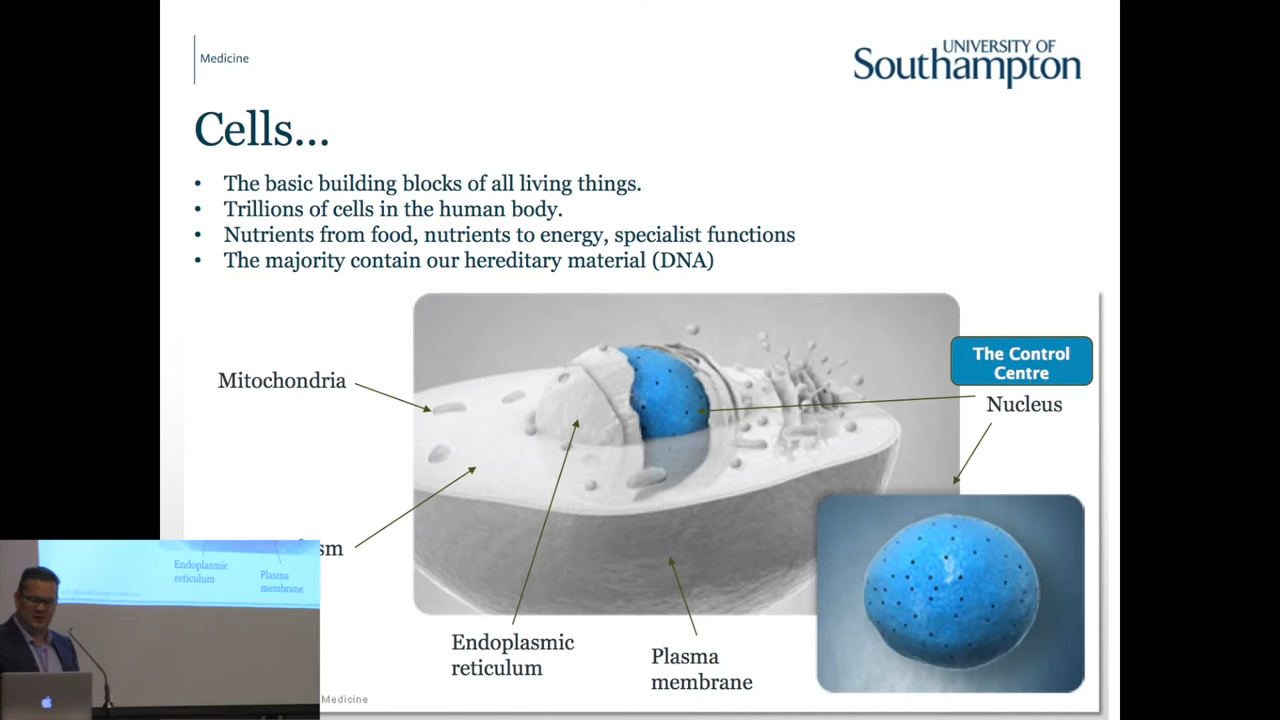 Medicine
UNIVERSITY OF
Southampton
Cells...
• The basic building blocks of all living things.
• Trillions of cells in the human body.
• Nutrients from food, nutrients to energy, specialist functions
• The majority contain our hereditary material (DNA)
The Control
Centre
Mitochondria
Nucleus
sm
Endoplasmic
reticulum
Plasma
membrane
Medicine
Endoplasmic
reticulum
Plasma
membrane